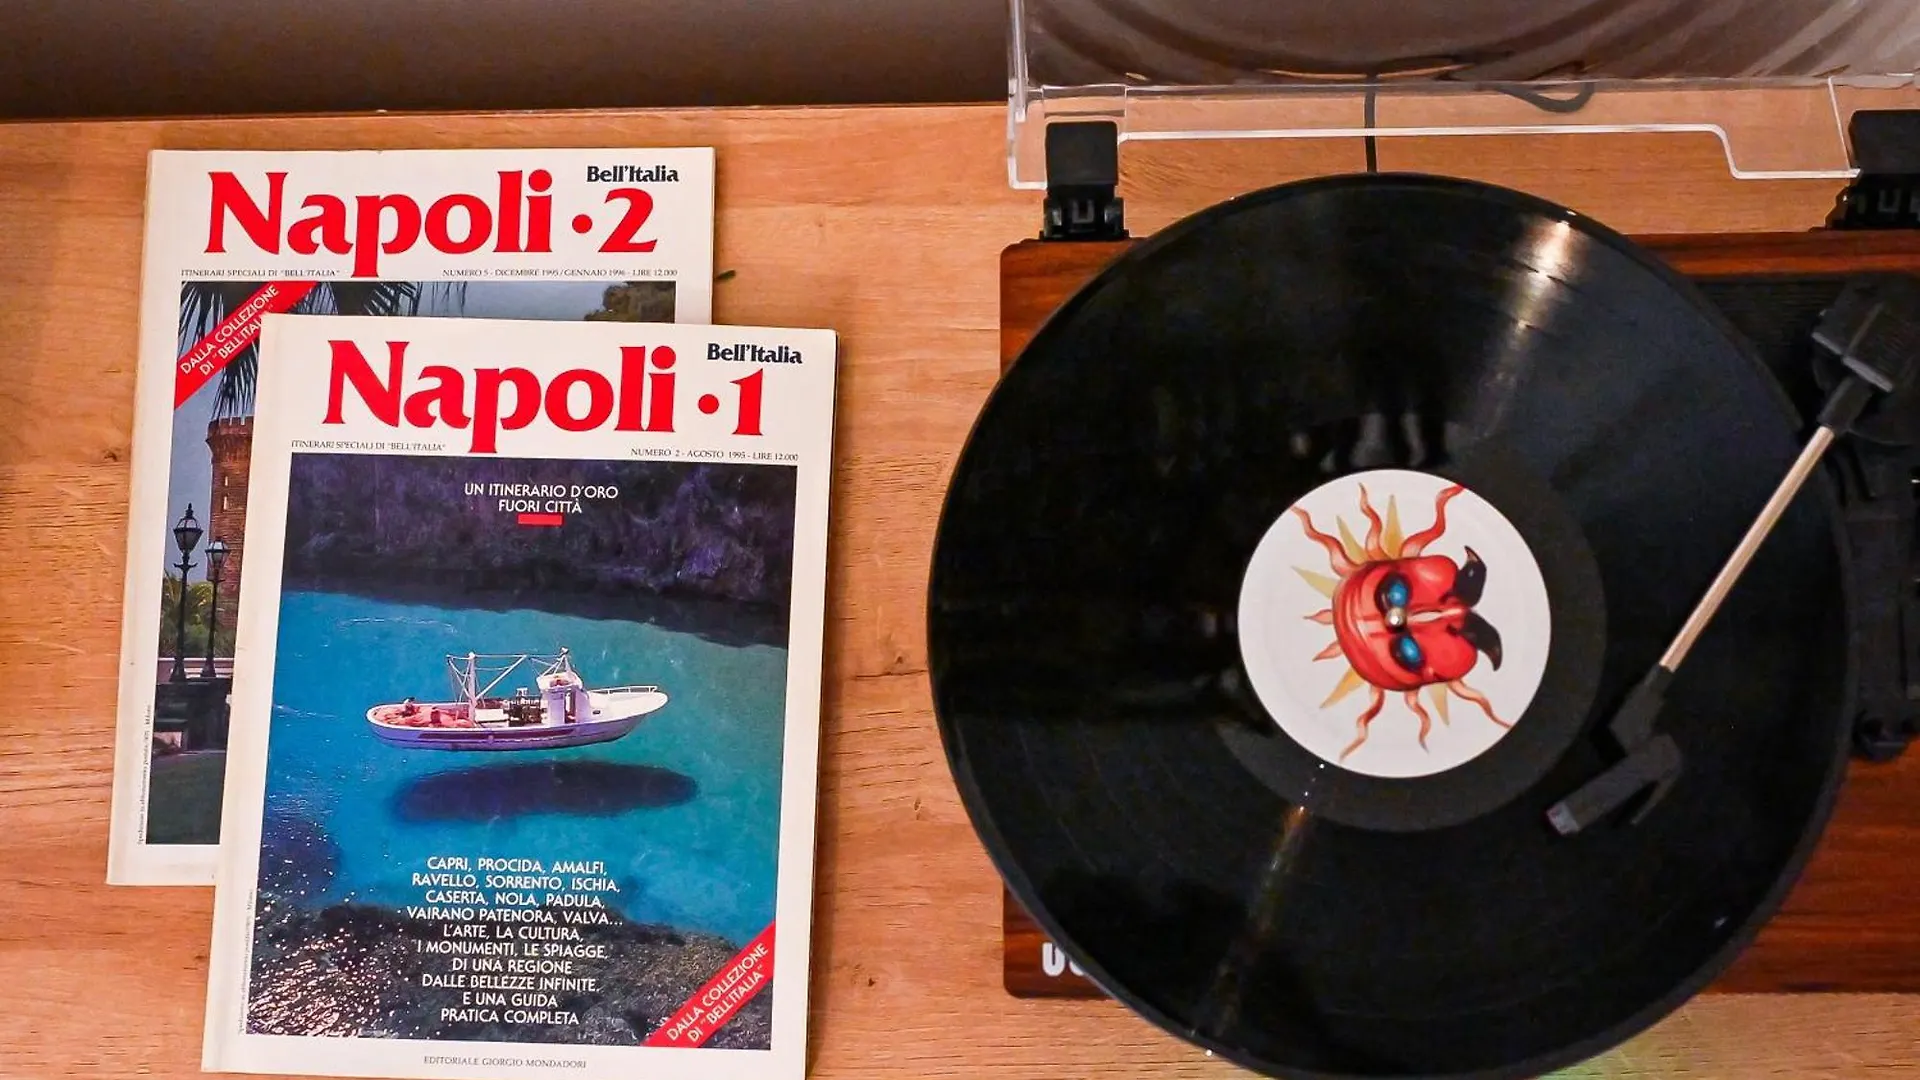 Napoli·2
Bell'Italia
ITINERARI SPECIALI DI "BELL'ITALIA"
NUMERO 5 - DICEMBRE 1995/GENNAIO 1996 - LIRE 12.000
DALLA COLLEZIONE
DI "BELL'ITALIA"
Napoli·1
Bell'Italia
ITINERARI SPECIALI DI "BELL'ITALIA"
NUMERO 2 - AGOSTO 1995 - LIRE 12.000
UN ITINERARIO D'ORO
FUORI CITTÀ
CAPRI, PROCIDA, AMALFI,
RAVELLO, SORRENTO, ISCHIA,
CASERTA, NOLA, PADULA,
VAIRANO PATENORA, VALVA...
L'ARTE, LA CULTURA,
I MONUMENTI, LE SPIAGGE,
DI UNA REGIONE
DALLE BELLEZZE INFINITE,
E UNA GUIDA
PRATICA COMPLETA
DALLA COLLEZIONE
DI "BELL'ITALIA"
EDITORIALE GIORGIO MONDADORI